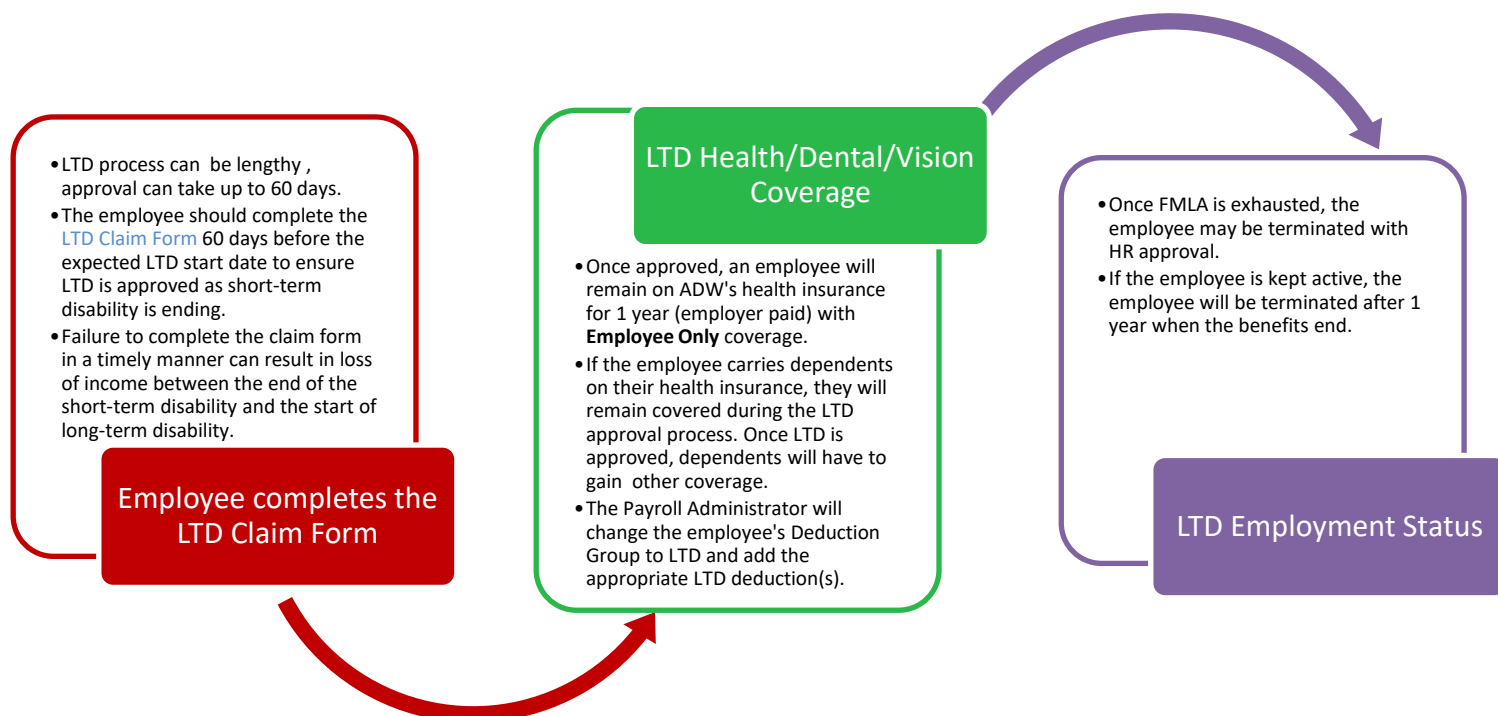 •LTD process can  be lengthy ,
approval can take up to 60 days.
•The employee should complete the
LTD Claim Form 60 days before the
expected LTD start date to ensure
LTD is approved as short-term
disability is ending.
•Failure to complete the claim form
in a timely manner can result in loss
of income between the end of the
short-term disability and the start of
long-term disability.
Employee completes the
LTD Claim Form
LTD Health/Dental/Vision
Coverage
•Once approved, an employee will
remain on ADW's health insurance
for 1 year (employer paid) with
Employee Only coverage.
•If the employee carries dependents
on their health insurance, they will
remain covered during the LTD
approval process. Once LTD is
approved, dependents will have to
gain  other coverage.
•The Payroll Administrator will
change the employee's Deduction
Group to LTD and add the
appropriate LTD deduction(s).
•Once FMLA is exhausted, the
employee may be terminated with
HR approval.
•If the employee is kept active, the
employee will be terminated after 1
year when the benefits end.
LTD Employment Status